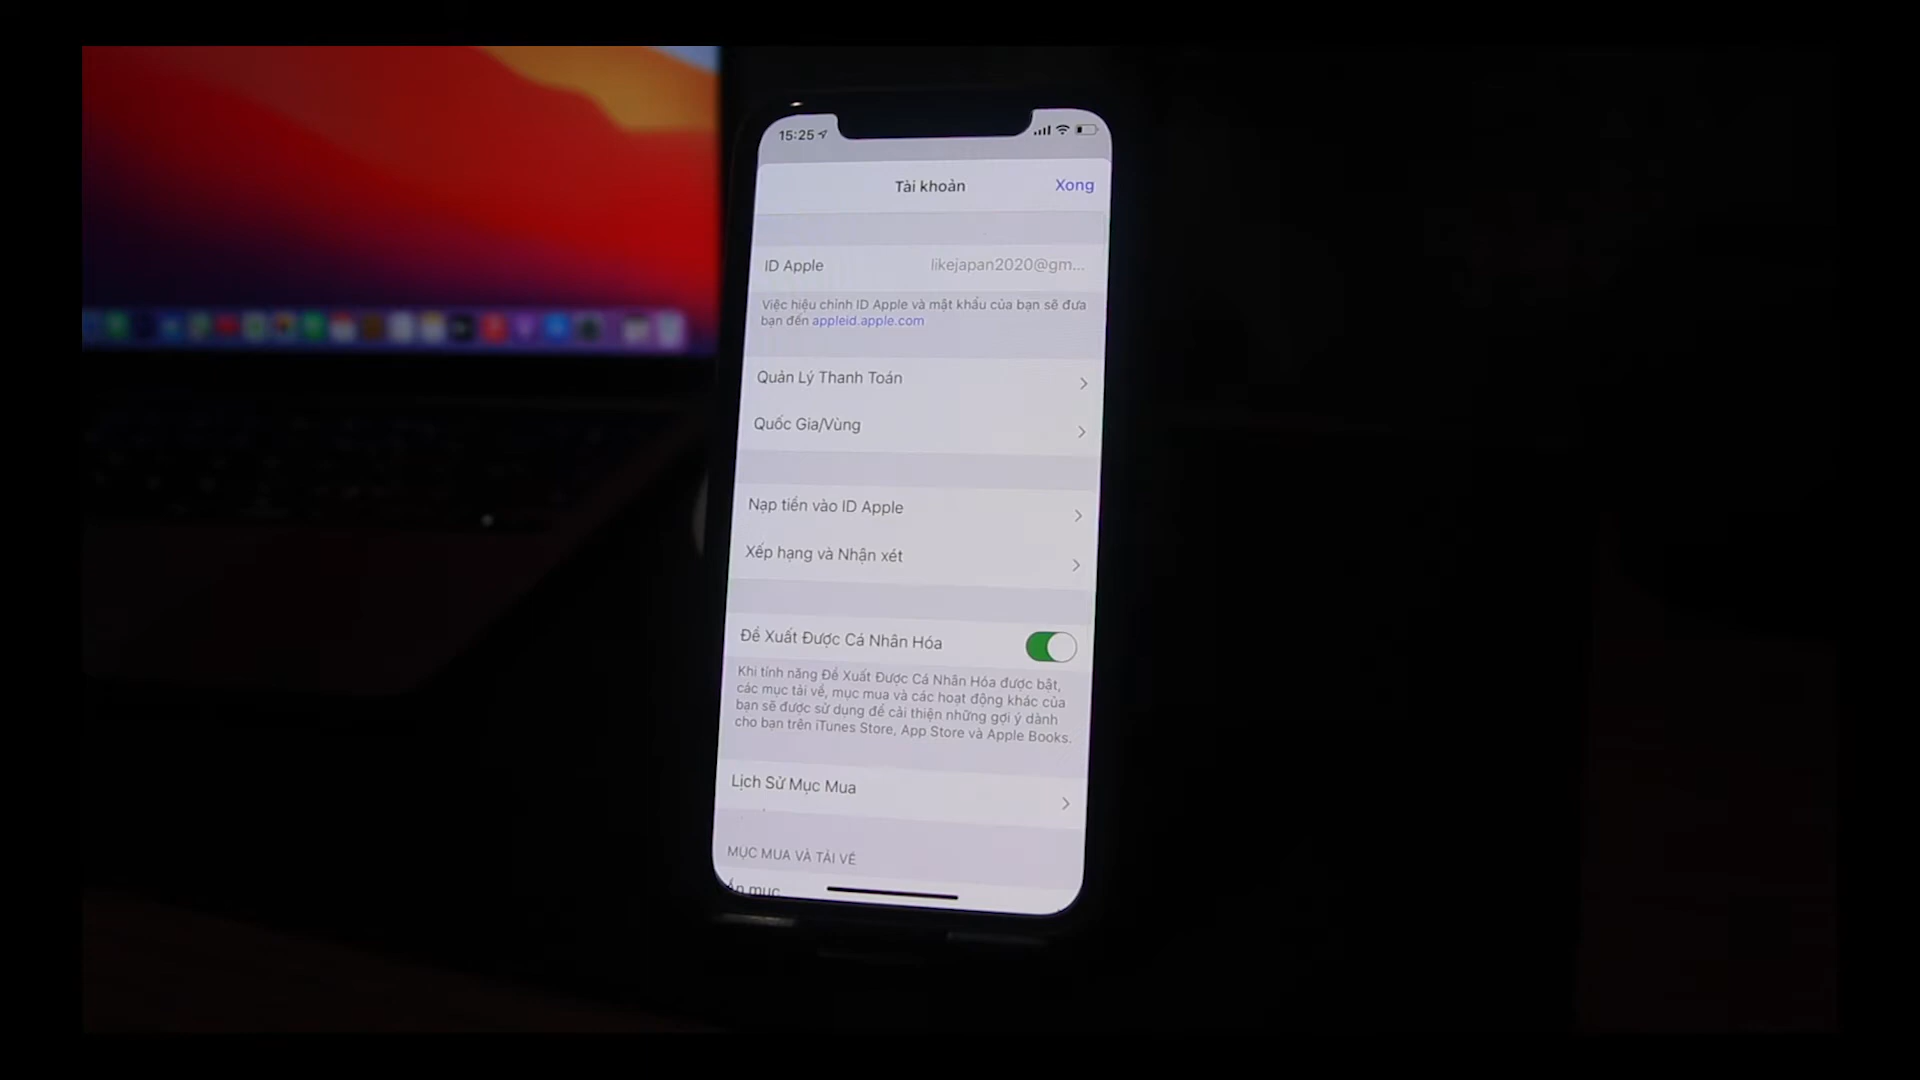 15:25
Tài khoản
Xong
ID Apple
likejapan2020@gm...
Việc hiệu chỉnh ID Apple và mật khẩu của bạn sẽ đưa
bạn đến appleid.apple.com
Quản Lý Thanh Toán
Quốc Gia/Vùng
Nạp tiền vào ID Apple
Xếp hạng và Nhận xét
Đề Xuất Được Cá Nhân Hóa
Khi tính năng Đề Xuất Được Cá Nhân Hóa được bật,
các mục tải về, mục mua và các hoạt động khác của
bạn sẽ được sử dụng để cải thiện những gợi ý dành
cho bạn trên iTunes Store, App Store và Apple Books.
Lịch Sử Mục Mua
MỤC MUA VÀ TẢI VỀ
Ẩn mục